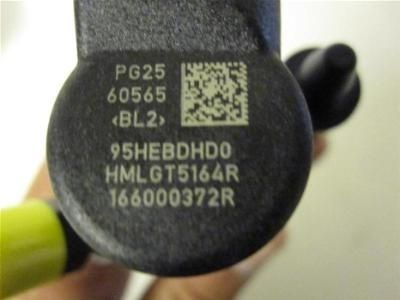 PG25
60565
<BL2>
95HEBDHD0
HMLGT5164R
166000372R